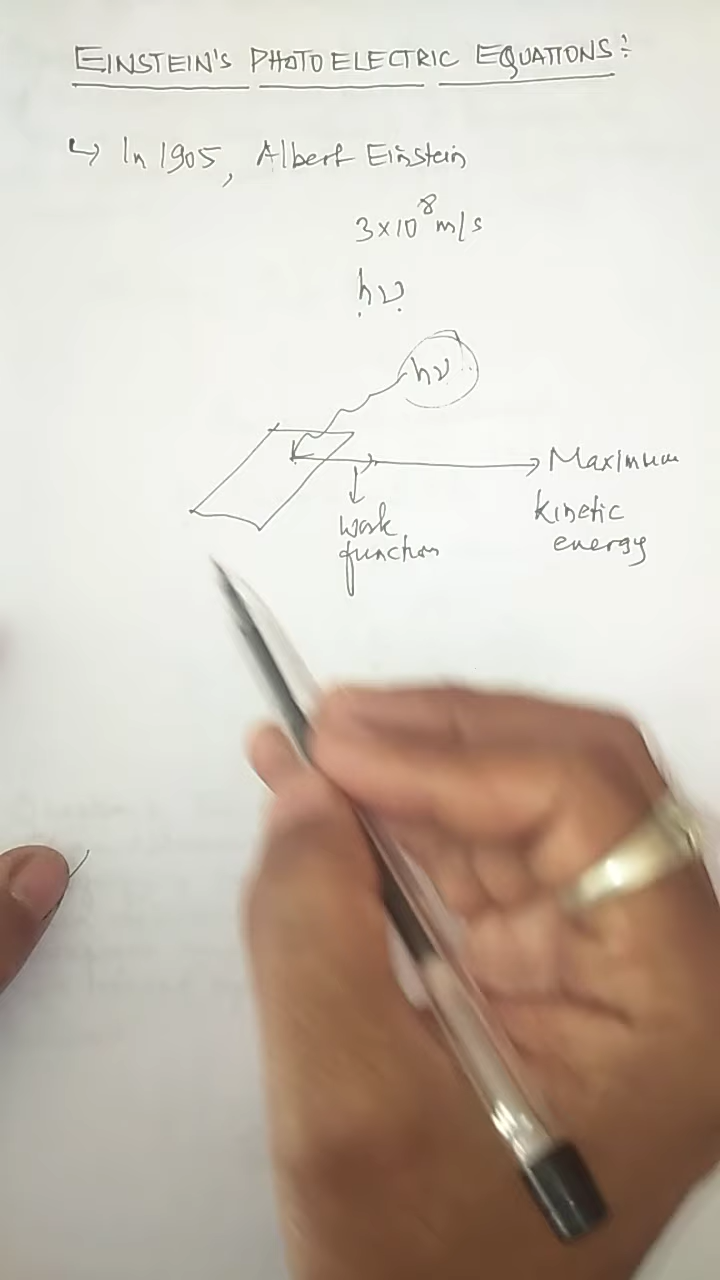 EINSTEIN'S PHOTOELECTRIC EQUATIONS:
↳ In 1905, Albert Einstein
3×10⁸ m/s
hν
hν
Maximum
kinetic
energy
work
function